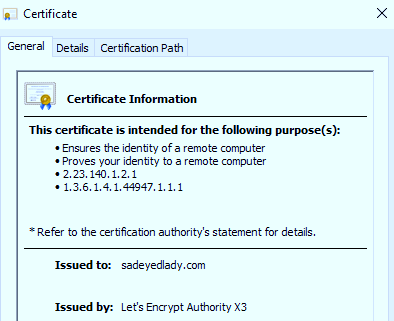 Certificate
General Details Certification Path
Certificate Information
This certificate is intended for the following purpose(s):
• Ensures the identity of a remote computer
• Proves your identity to a remote computer
• 2.23.140.1.2.1
• 1.3.6.1.4.1.44947.1.1.1
* Refer to the certification authority's statement for details.
Issued to: sadeyedlady.com
Issued by: Let's Encrypt Authority X3